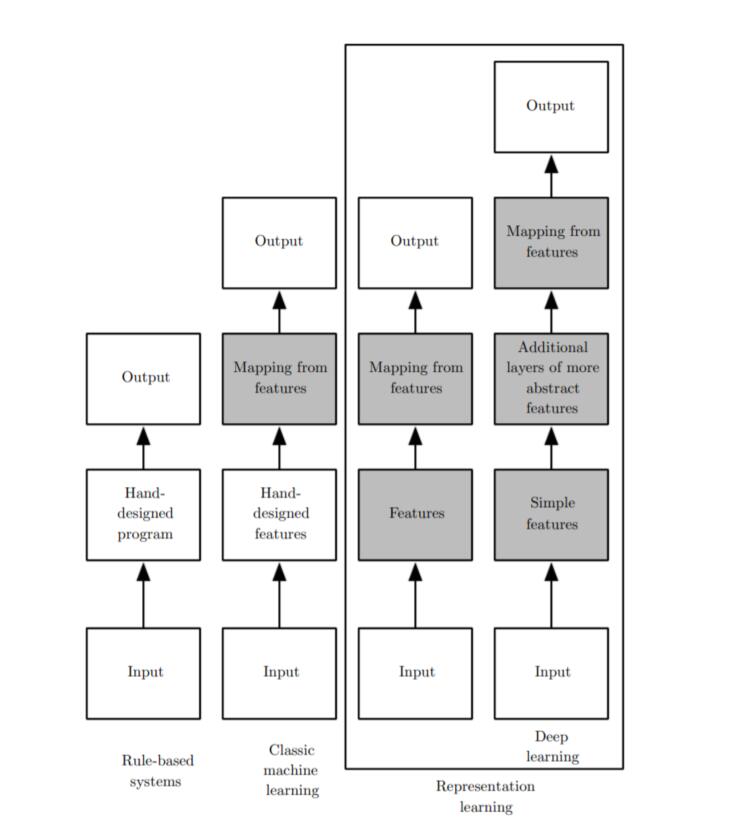 Output
Output
Output
Mapping from
features
Output
Mapping from
features
Mapping from
features
Additional
layers of more
abstract
features
Hand-
designed
program
Hand-
designed
features
Features
Simple
features
Input
Input
Input
Input
Rule-based
systems
Classic
machine
learning
Deep
learning
Representation
learning